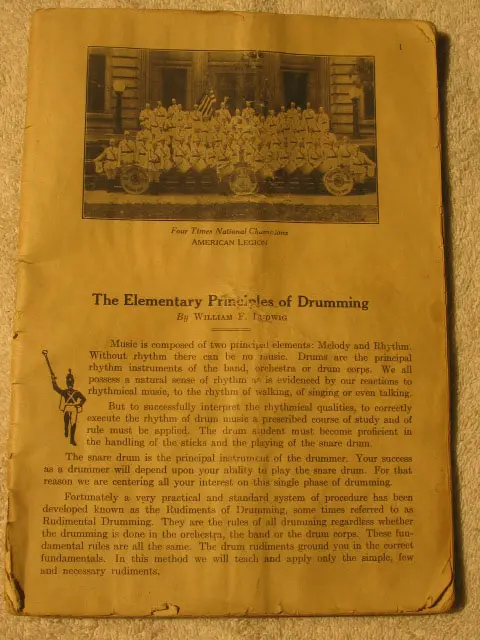 1
Four Times National Champions
AMERICAN LEGION
The Elementary Principles of Drumming
By WILLIAM F. LUDWIG
Music is composed of two principal elements: Melody and Rhythm.
Without rhythm there can be no music. Drums are the principal
rhythm instruments of the band, orchestra or drum corps. We all
possess a natural sense of rhythm as is evidenced by our reactions to
rhythmical music, to the rhythm of walking, of singing or even talking.
But to successfully interpret the rhythmical qualities, to correctly
execute the rhythm of drum music a prescribed course of study and of
rule must be applied. The drum student must become proficient in
the handling of the sticks and the playing of the snare drum.
The snare drum is the principal instrument of the drummer. Your success
as a drummer will depend upon your ability to play the snare drum. For that
reason we are centering all your interest on this single phase of drumming.
Fortunately a very practical and standard system of procedure has been
developed known as the Rudiments of Drumming, some times referred to as
Rudimental Drumming. They are the rules of all drumming regardless whether
the drumming is done in the orchestra, the band or the drum corps. These fun-
damental rules are all the same. The drum rudiments ground you in the correct
fundamentals. In this method we will teach and apply only the simple, few
and necessary rudiments.